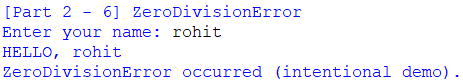 [Part 2 - 6] ZeroDivisionError
Enter your name: rohit
HELLO, rohit
ZeroDivisionError occurred (intentional demo).